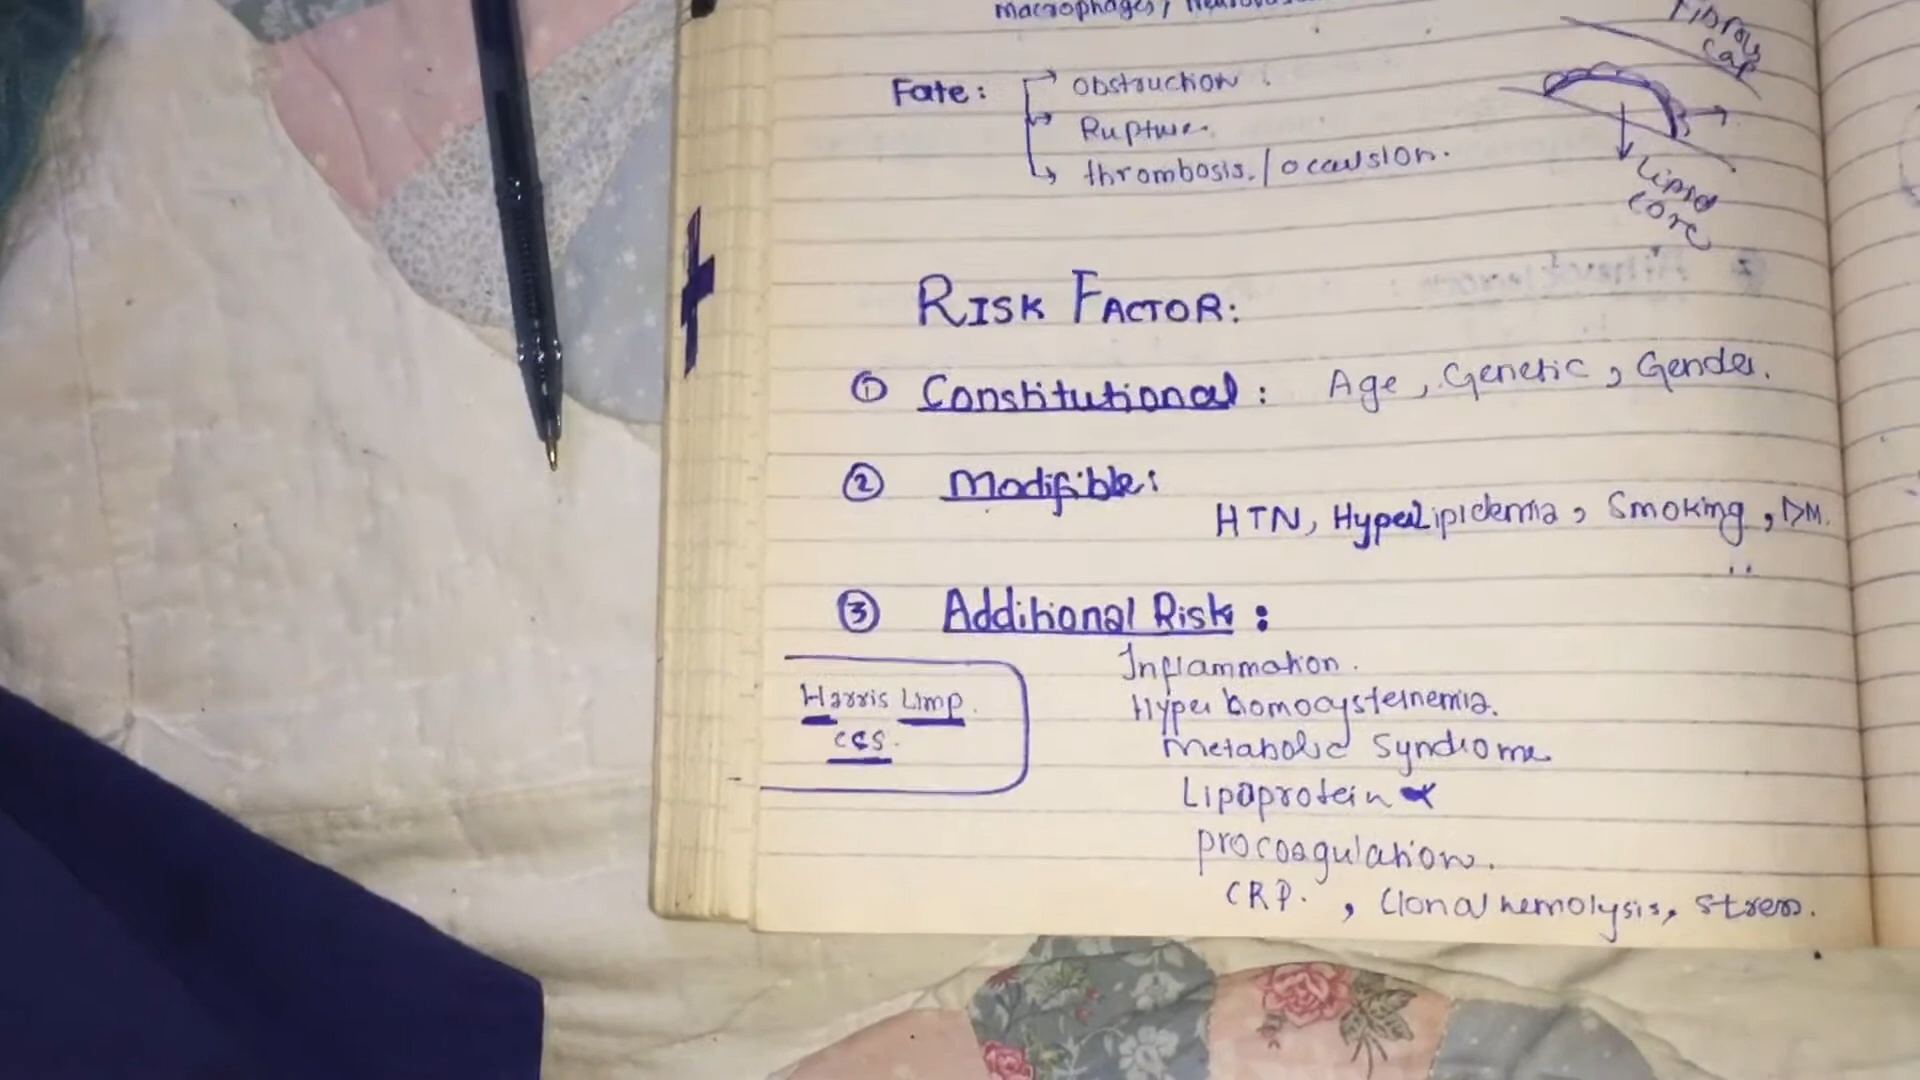 macrophages,
Fate: obstruction.
Rupture.
thrombosis. / occulsion.
Fibrous
cap
Lipid
core
RISK FACTOR:
① Constitutional: Age, Genetic, Gender.
② Modifible:
HTN, Hyperlipidemia, Smoking, DM.
③ Additional Risk:
Inflammation.
Hyper homocysteinemia.
Metabolic Syndrome
Lipoprotein
procoagulation.
CRP. , Clonal hemolysis, stress.
Harris Limp.
CCS.